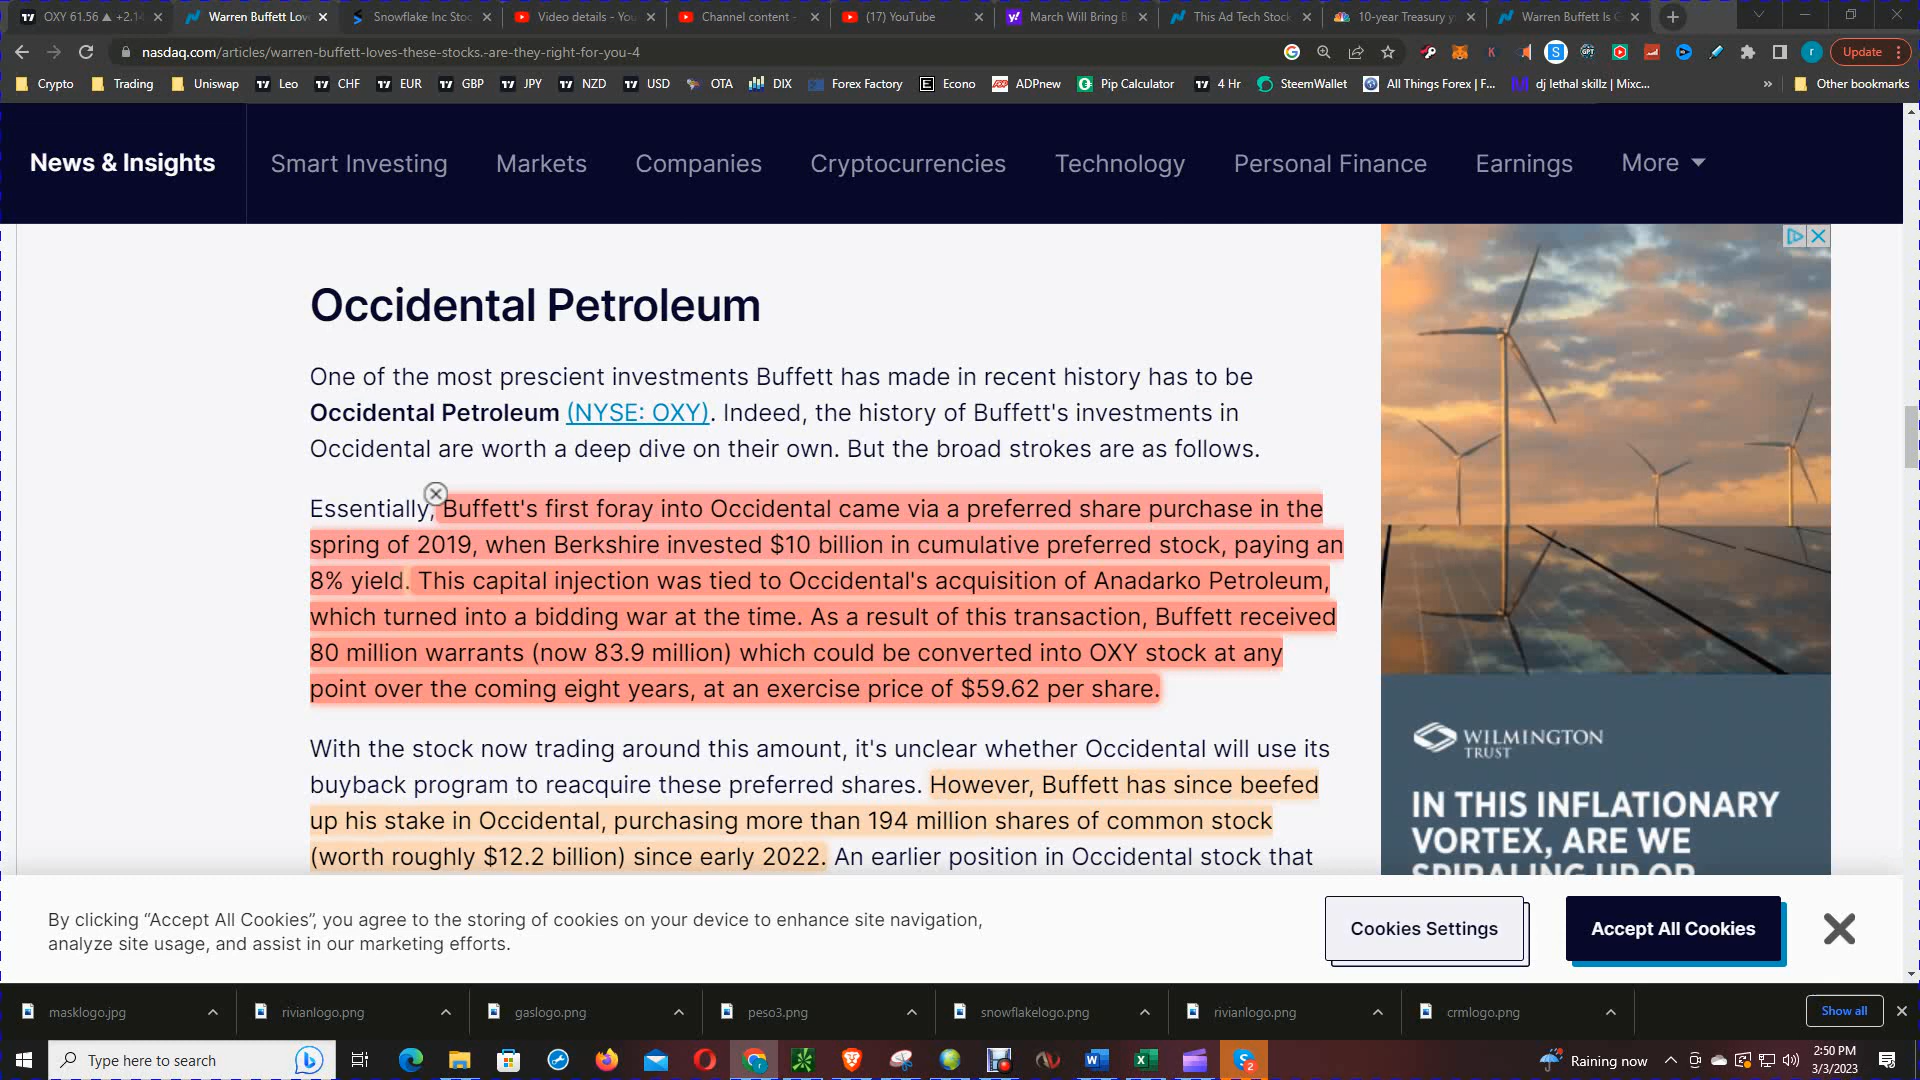 OXY 61.56 ▲ +2.1
Warren Buffett Lov
Snowflake Inc Stoc
Video details - You
Channel content -
(17) YouTube
March Will Bring B
This Ad Tech Stock
10-year Treasury y
Warren Buffett Is G
nasdaq.com/articles/warren-buffett-loves-these-stocks.-are-they-right-for-you-4
Update
Crypto
Trading
Uniswap
Leo
CHF
EUR
GBP
JPY
NZD
USD
OTA
DIX
Forex Factory
Econo
ADPnew
Pip Calculator
4 Hr
SteemWallet
All Things Forex | F...
dj lethal skillz | Mixc...
»
Other bookmarks
News & Insights
Smart Investing
Markets
Companies
Cryptocurrencies
Technology
Personal Finance
Earnings
More
Occidental Petroleum
One of the most prescient investments Buffett has made in recent history has to be
Occidental Petroleum (NYSE: OXY). Indeed, the history of Buffett's investments in
Occidental are worth a deep dive on their own. But the broad strokes are as follows.
Essentially, Buffett's first foray into Occidental came via a preferred share purchase in the
spring of 2019, when Berkshire invested $10 billion in cumulative preferred stock, paying an
8% yield. This capital injection was tied to Occidental's acquisition of Anadarko Petroleum,
which turned into a bidding war at the time. As a result of this transaction, Buffett received
80 million warrants (now 83.9 million) which could be converted into OXY stock at any
point over the coming eight years, at an exercise price of $59.62 per share.
With the stock now trading around this amount, it's unclear whether Occidental will use its
buyback program to reacquire these preferred shares. However, Buffett has since beefed
up his stake in Occidental, purchasing more than 194 million shares of common stock
(worth roughly $12.2 billion) since early 2022. An earlier position in Occidental stock that
WILMINGTON
TRUST
IN THIS INFLATIONARY
VORTEX, ARE WE
SPIRALING UP OR
By clicking “Accept All Cookies”, you agree to the storing of cookies on your device to enhance site navigation,
analyze site usage, and assist in our marketing efforts.
Cookies Settings
Accept All Cookies
masklogo.jpg
rivianlogo.png
gaslogo.png
peso3.png
snowflakelogo.png
rivianlogo.png
crmlogo.png
Show all
Type here to search
Raining now
2:50 PM
3/3/2023